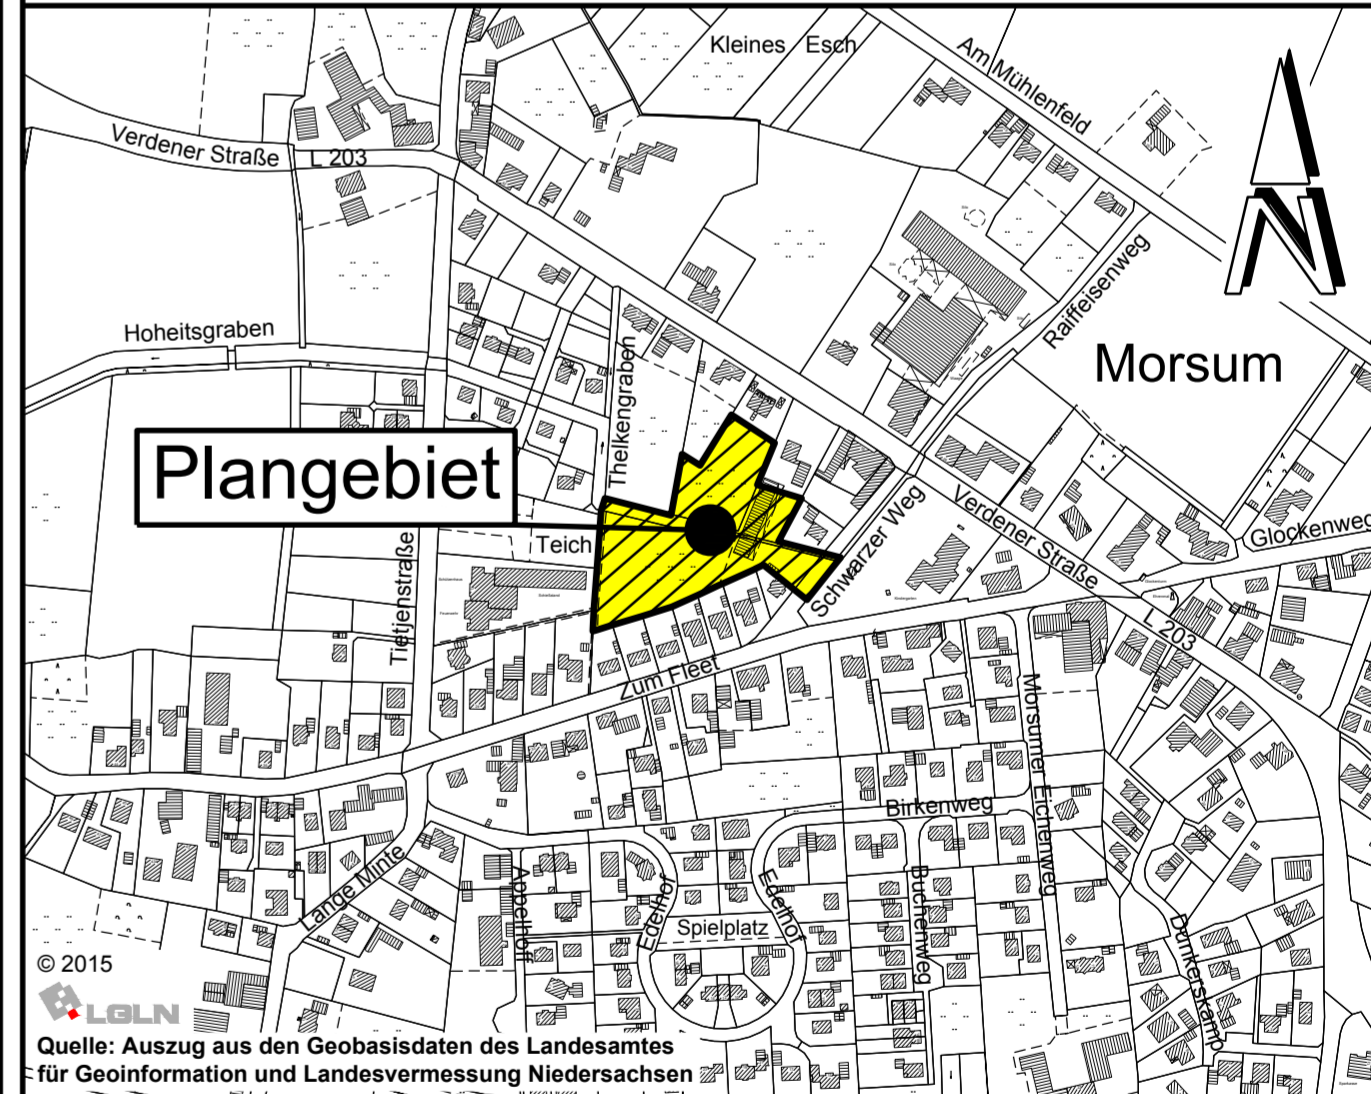 Kleines Esch
Am Mühlenfeld
Verdener Straße
L 203
Raiffeisenweg
N
Hoheitsgraben
Morsum
Thelkengraben
Plangebiet
Teich
Schwarzer Weg
Verdener Straße
Glockenweg
Tietjenstraße
L 203
Zum Fleet
Morsumer Eichenweg
Birkenweg
Lange Minte
Appelhoff
Edelhof
Edelhof
Buchenweg
Spielplatz
Dunkerskamp
© 2015
LGLN
Quelle: Auszug aus den Geobasisdaten des Landesamtes
für Geoinformation und Landesvermessung Niedersachsen